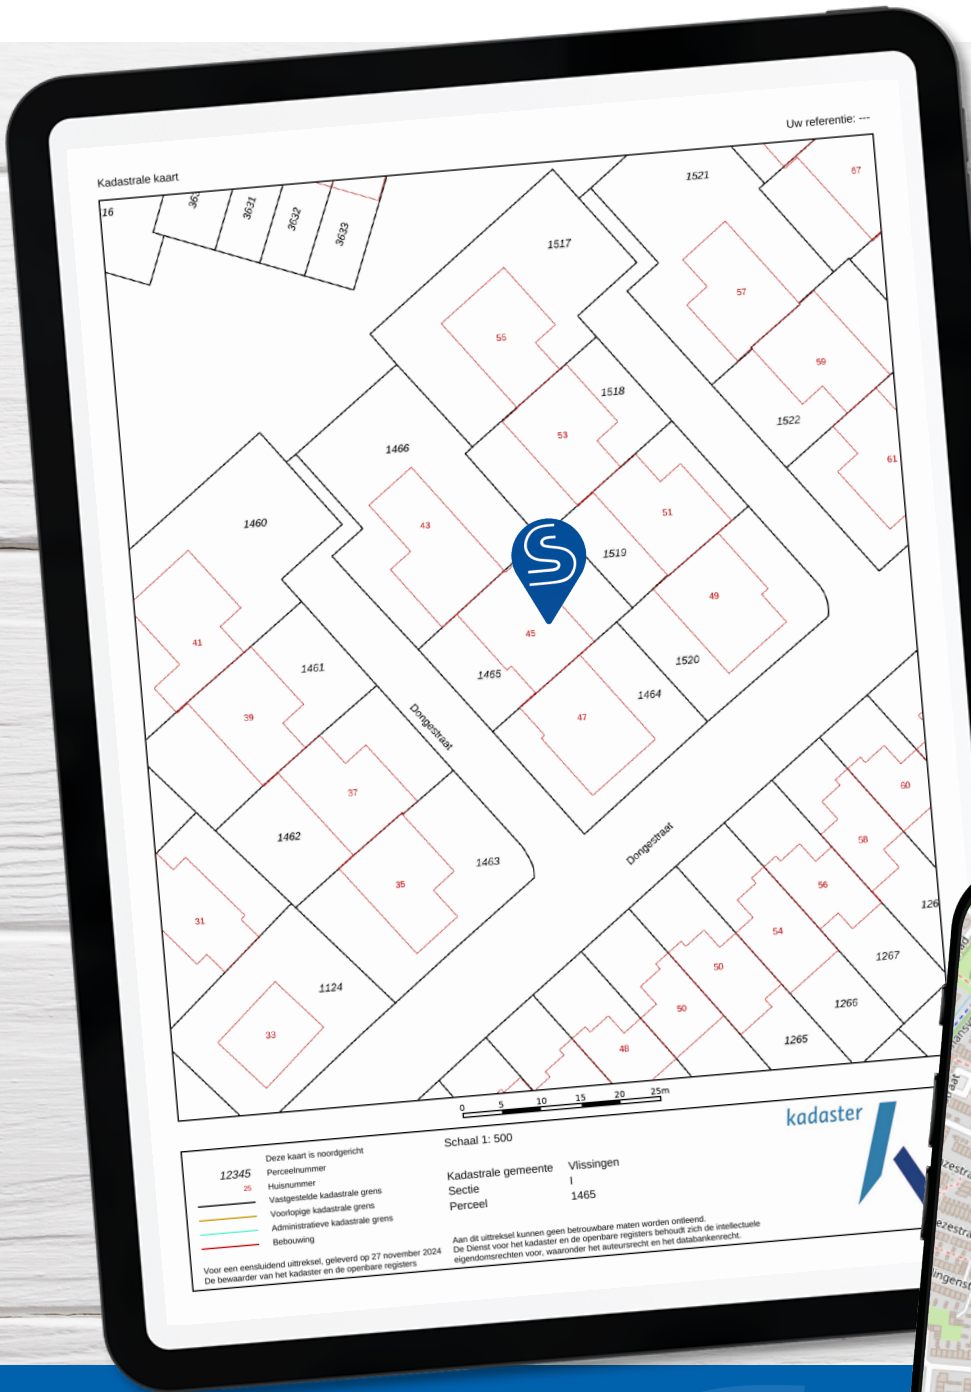 Uw referentie: ---
Kadastrale kaart
16
3631
3632
3633
1517
1521
67
57
55
59
1518
1522
53
61
1466
43
51
1460
1519
49
45
1465
1520
1464
41
1461
39
47
Dongestraat
37
1462
1463
35
Dongestraat
60
58
56
54
126
31
1267
1124
50
50
1266
33
48
1265
0 5 10 15 20 25m
Schaal 1: 500
kadaster
Deze kaart is noordgericht
12345 Perceelnummer
25 Huisnummer
Vastgestelde kadastrale grens
Voorlopige kadastrale grens
Administratieve kadastrale grens
Bebouwing
Kadastrale gemeente Vlissingen
Sectie I
Perceel 1465
Voor een eensluidend uittreksel, geleverd op 27 november 2024
De bewaarder van het kadaster en de openbare registers
Aan dit uittreksel kunnen geen betrouwbare maten worden ontleend.
De Dienst voor het kadaster en de openbare registers behoudt zich de intellectuele
eigendomsrechten voor, waaronder het auteursrecht en het databankenrecht.